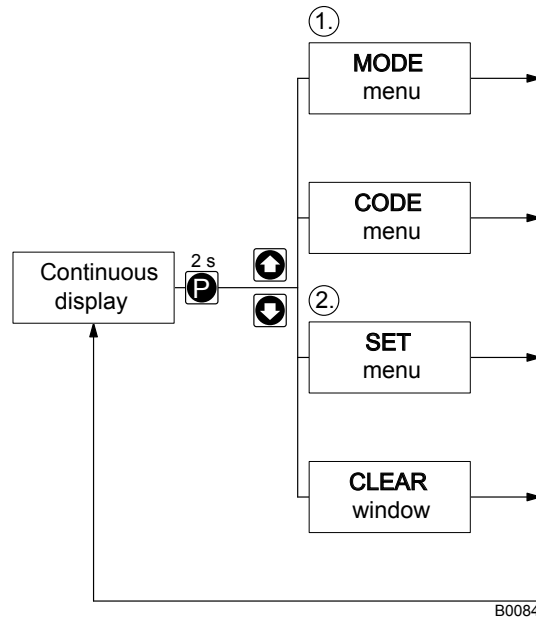 1.
MODE
menu
CODE
menu
2 s
P
Continuous
display
2.
SET
menu
CLEAR
window
B0084